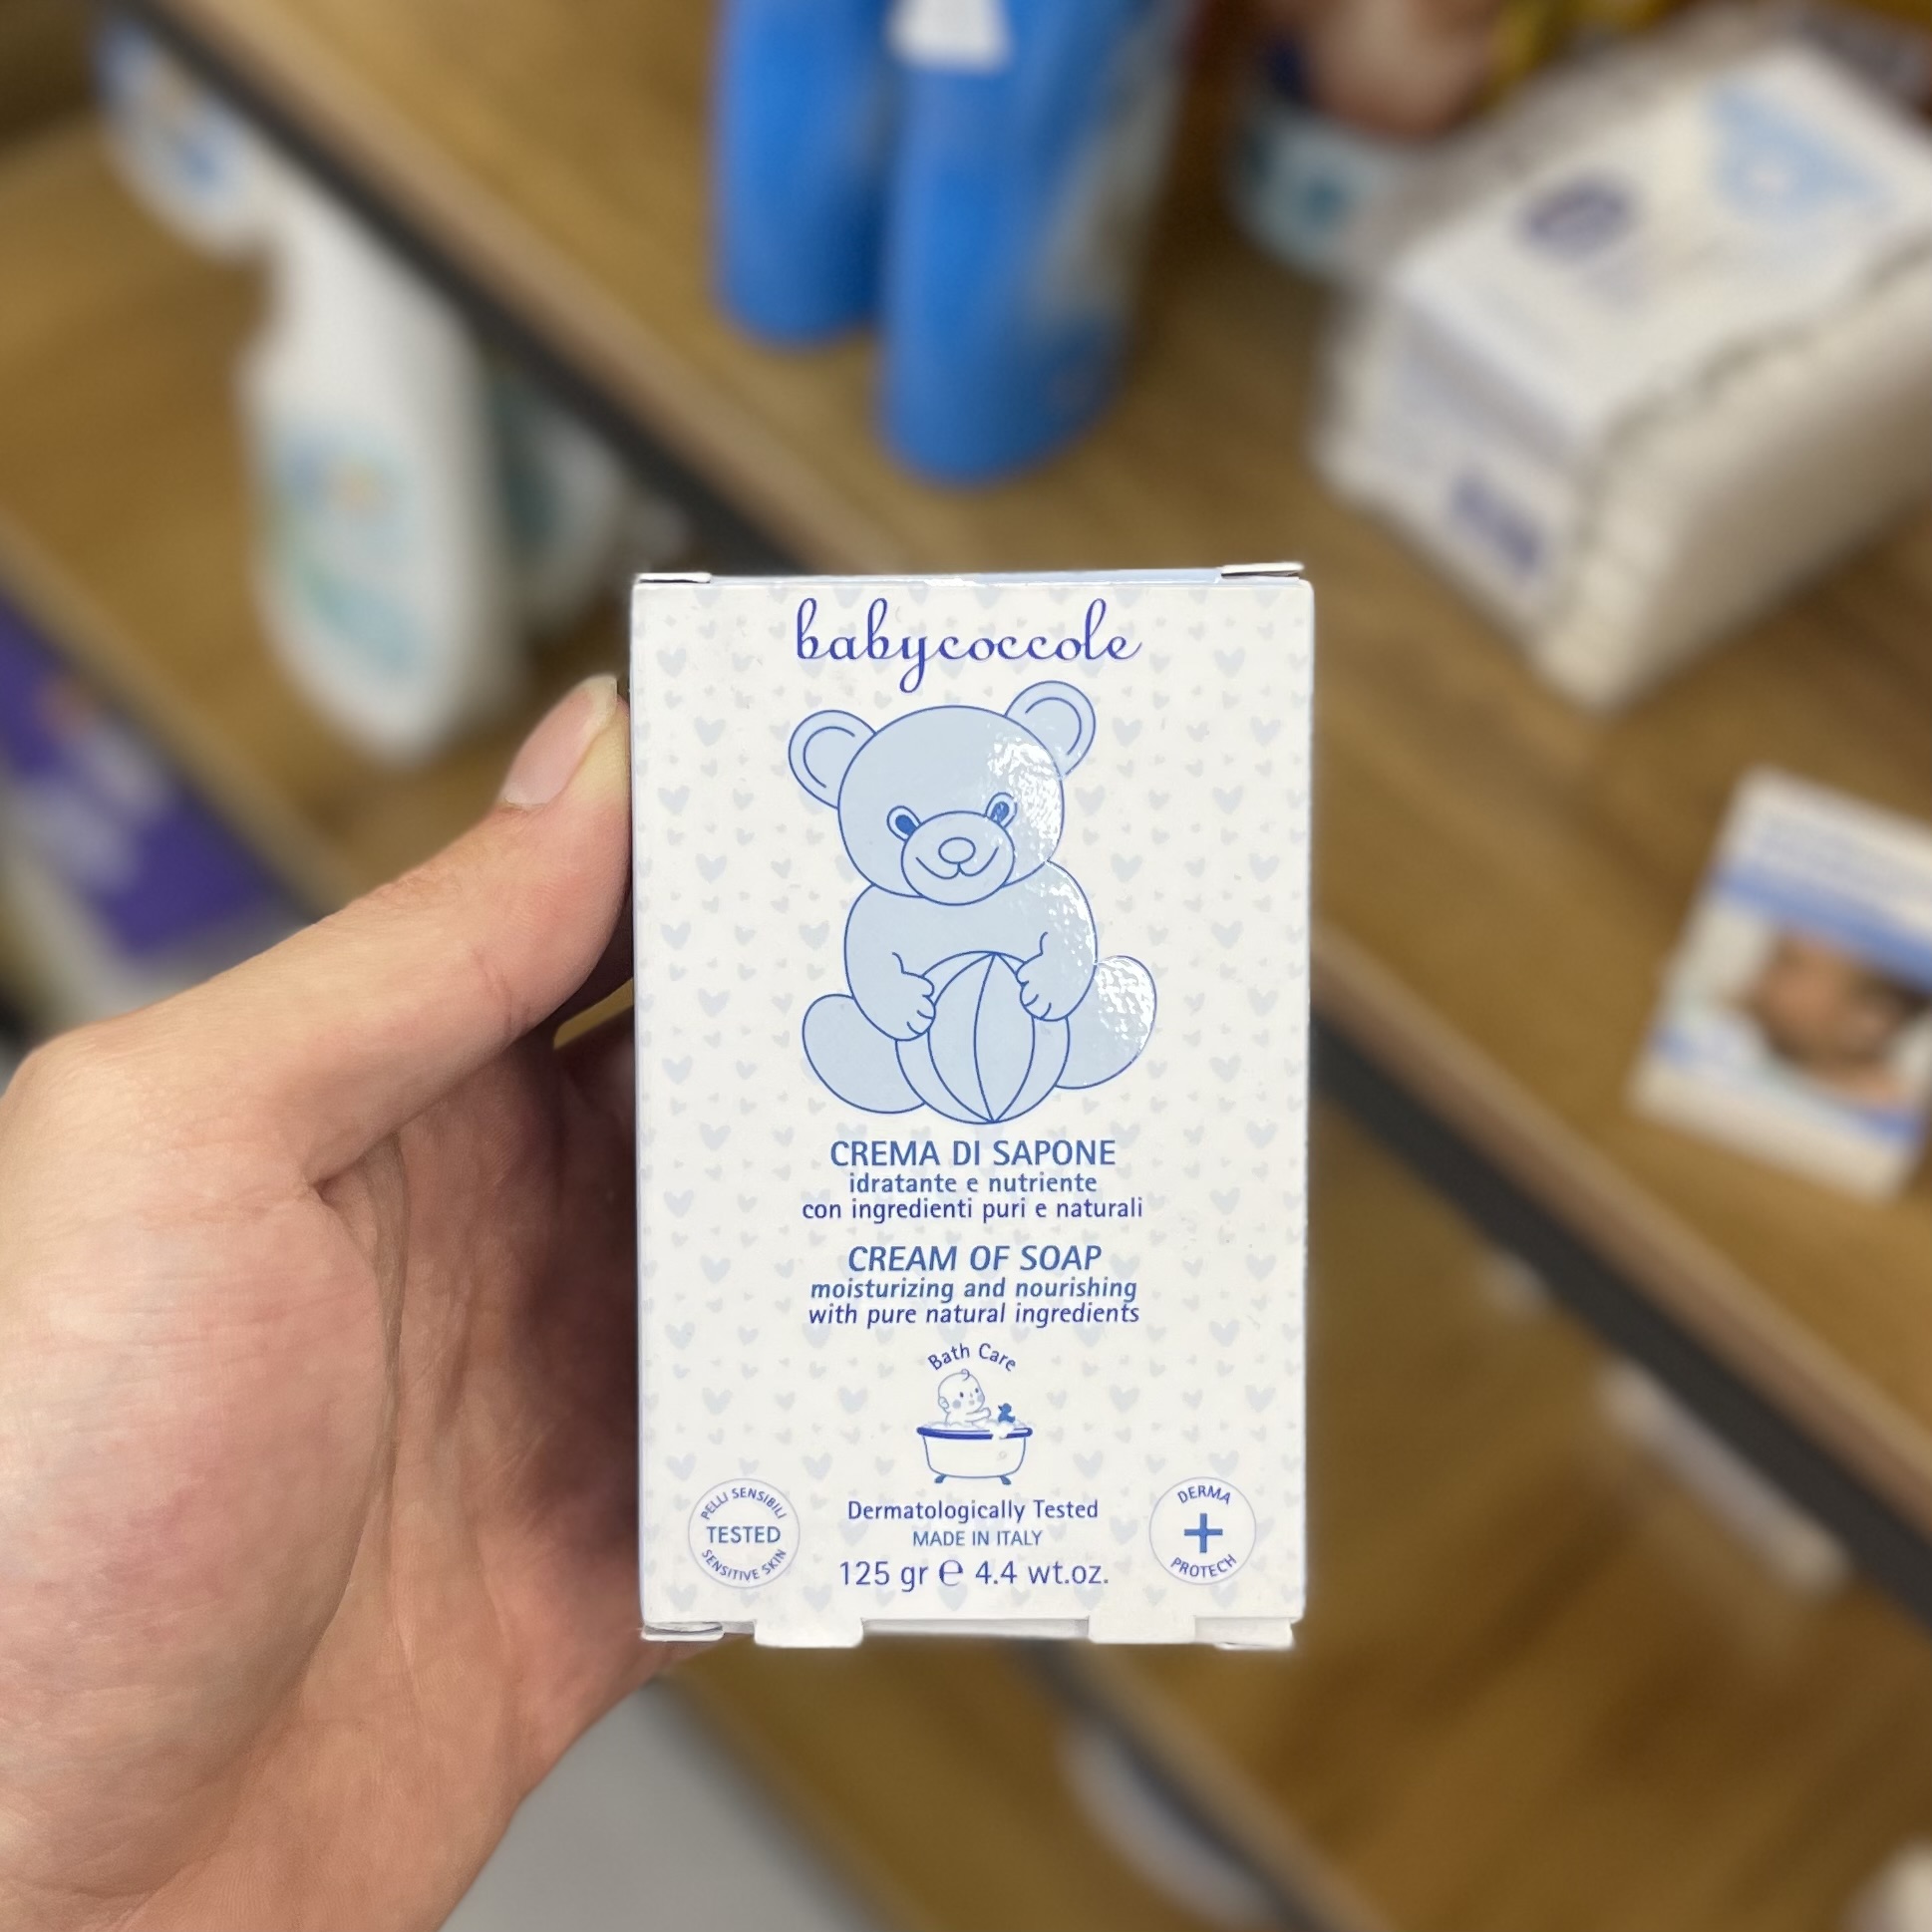 babycoccole
CREMA DI SAPONE
idratante e nutriente
con ingredienti puri e naturali
CREAM OF SOAP
moisturizing and nourishing
with pure natural ingredients
Bath Care
PELLI SENSIBILI
TESTED
SENSITIVE SKIN
Dermatologically Tested
MADE IN ITALY
125 gr ℮ 4.4 wt.oz.
DERMA
PROTECH